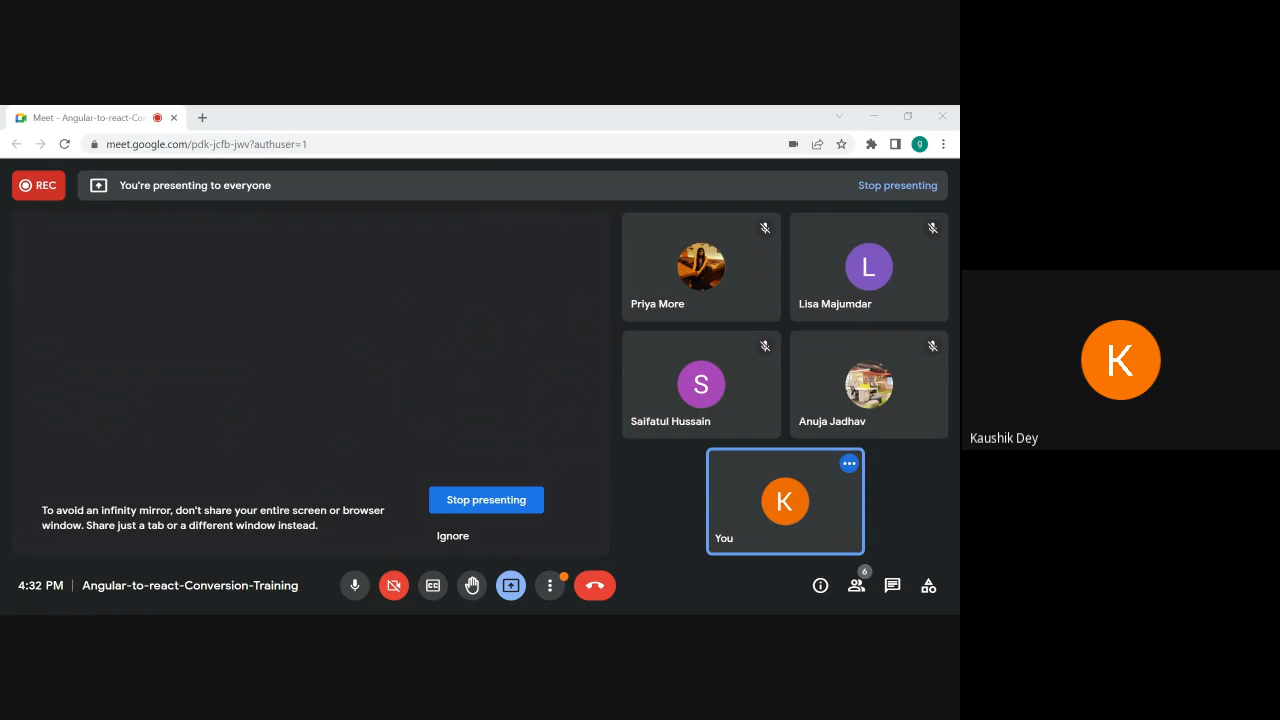 Meet - Angular-to-react-Co
meet.google.com/pdk-jcfb-jwv?authuser=1
9
REC
You're presenting to everyone
Stop presenting
Priya More
L
Lisa Majumdar
S
Saifatul Hussain
Anuja Jadhav
To avoid an infinity mirror, don't share your entire screen or browser
window. Share just a tab or a different window instead.
Stop presenting
Ignore
K
You
4:32 PM | Angular-to-react-Conversion-Training
CC
6
K
Kaushik Dey